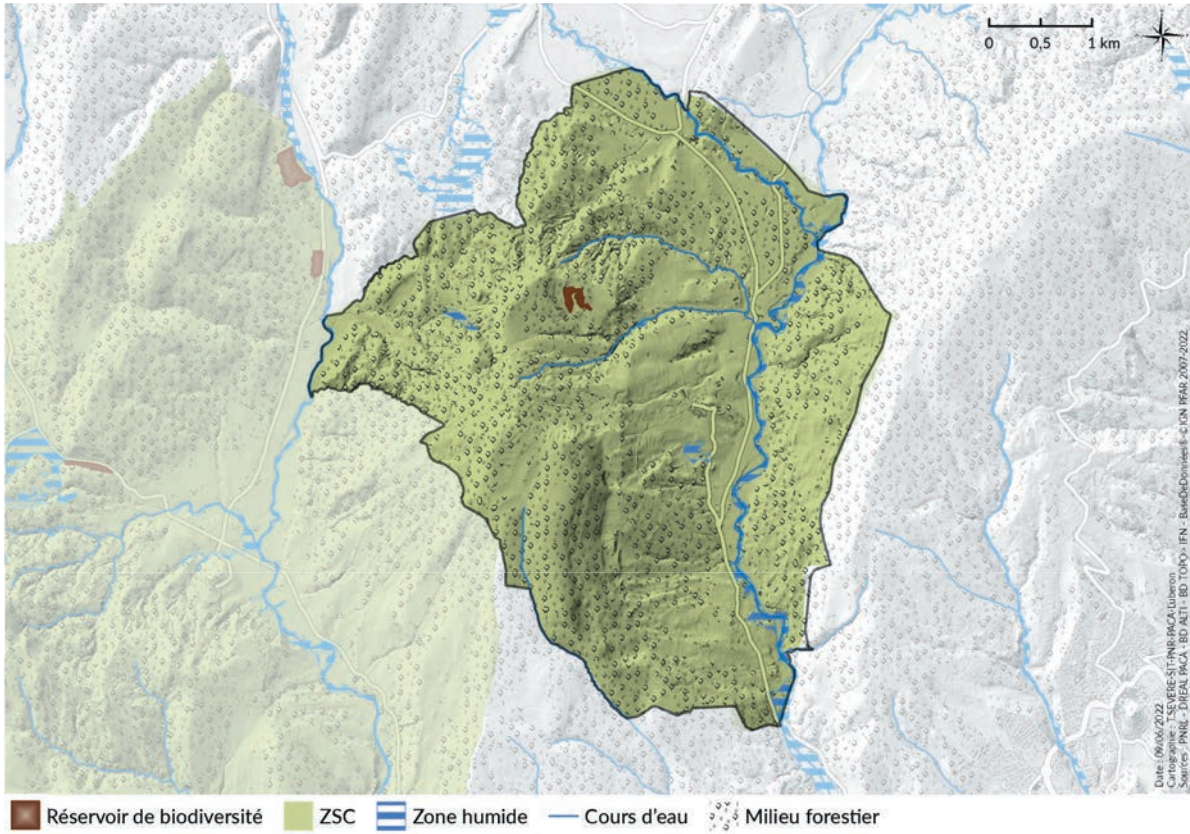 0 0,5 1 km
Date : 09/06/2022
Cartographie : T.SEVERE-SIT-PNR-PACA-Luberon
Sources : PNRL - DREAL PACA - BD ALTI - BD TOPO - IFN - BaseDeDonnées® ©IGN PFAR 2007-2022
Réservoir de biodiversité ZSC Zone humide Cours d'eau Milieu forestier